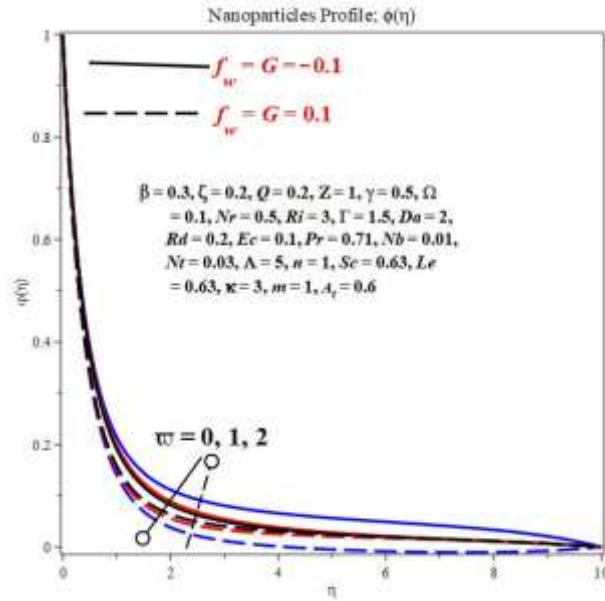 Nanoparticles Profile; ϕ(η)
f_w = G = −0.1
f_w = G = 0.1
β = 0.3, ζ = 0.2, Q = 0.2, Z = 1, γ = 0.5, Ω
= 0.1, Nr = 0.5, Ri = 3, Γ = 1.5, Da = 2,
Rd = 0.2, Ec = 0.1, Pr = 0.71, Nb = 0.01,
Nt = 0.03, Λ = 5, n = 1, Sc = 0.63, Le
= 0.63, κ = 3, m = 1, A_t = 0.6
ϖ = 0, 1, 2
φ(η)
1
0.8
0.6
0.4
0.2
0
0 2 4 6 8 10
η